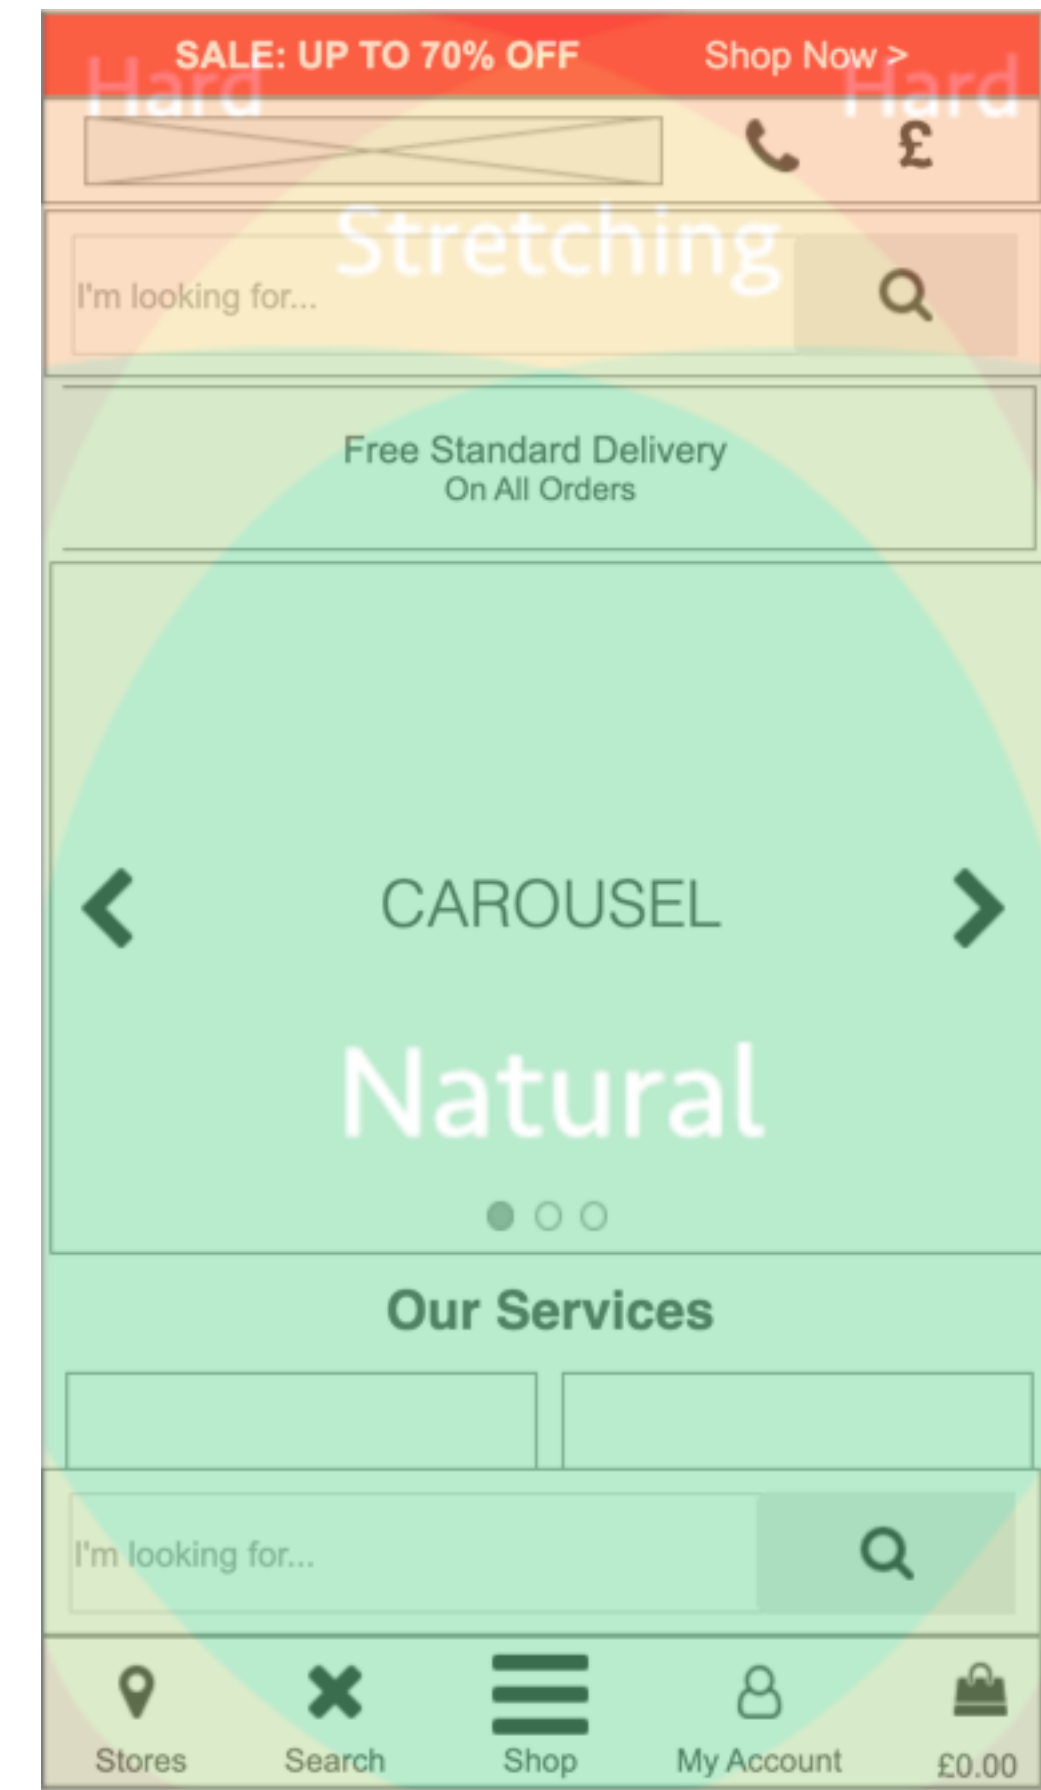 SALE: UP TO 70% OFF Shop Now >
Hard Hard
£
Stretching
I'm looking for...
Free Standard Delivery
On All Orders
CAROUSEL
Natural
Our Services
I'm looking for...
Stores Search Shop My Account £0.00